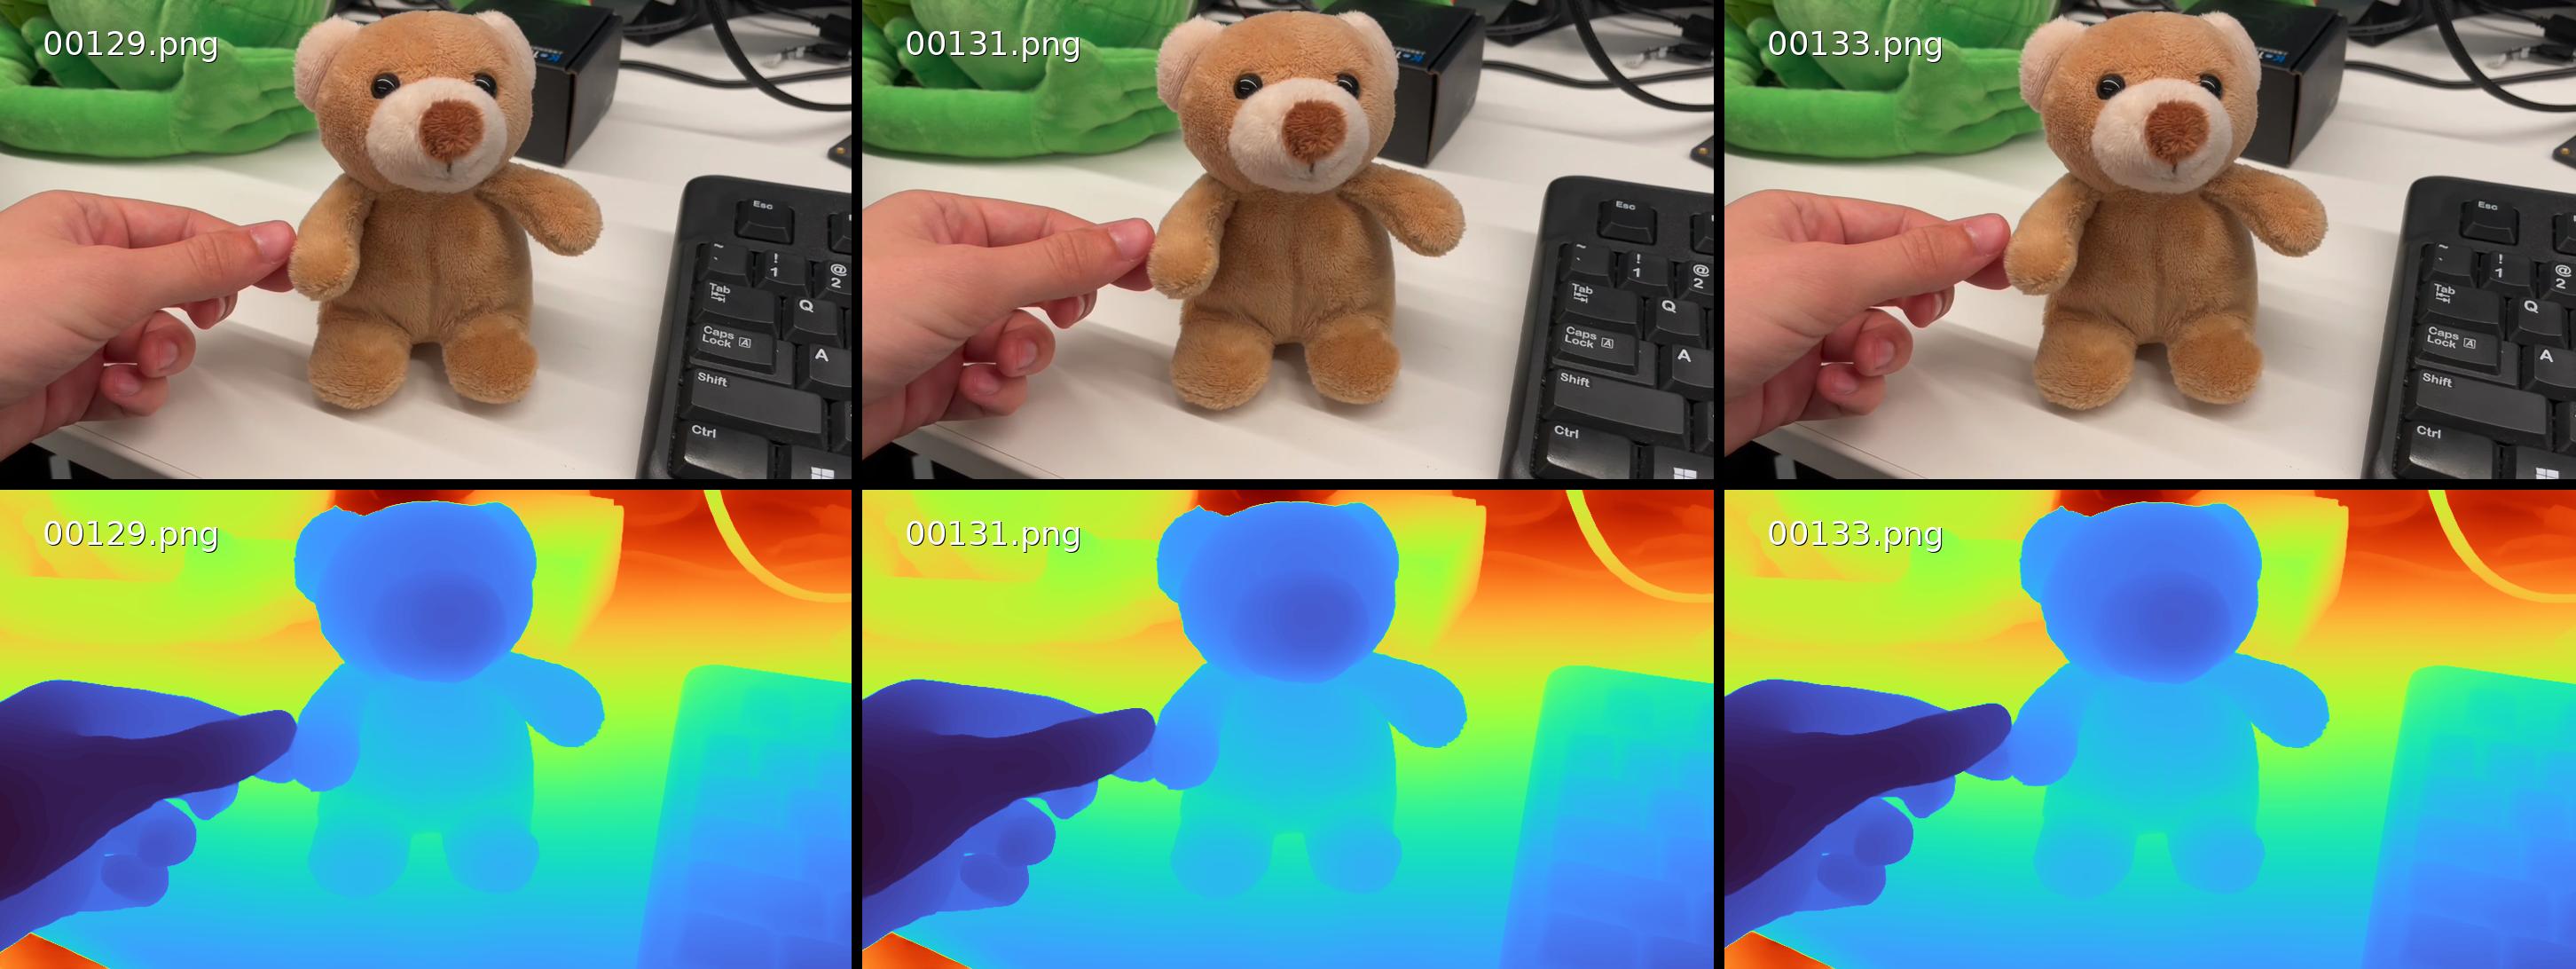 00129.png
00131.png
00133.png
Esc
~
`
!
1
@
2
Tab
Q
Caps
Lock A
A
Shift
Ctrl
Esc
~
`
!
1
@
2
Tab
Q
Caps
Lock A
A
Shift
Ctrl
Esc
~
`
!
1
@
2
Tab
Q
Caps
Lock A
A
Shift
Ctrl
00129.png
00131.png
00133.png